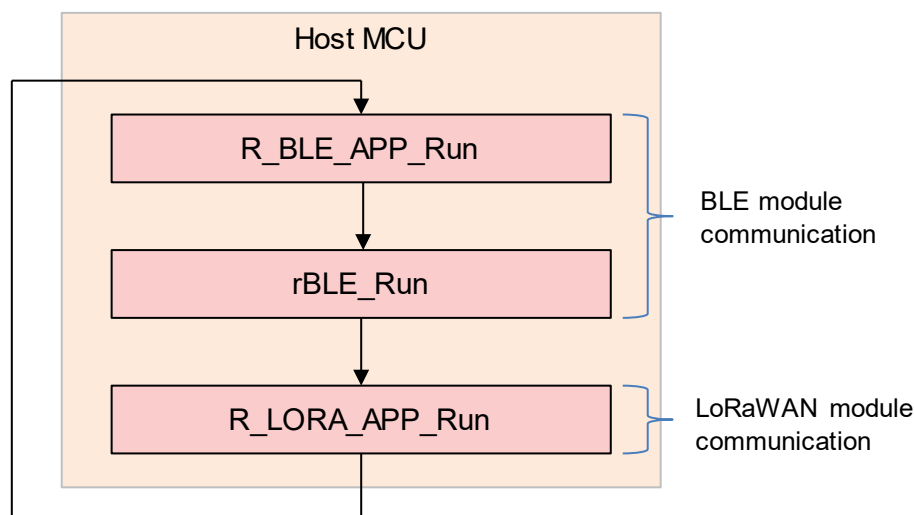 Host MCU
R_BLE_APP_Run
BLE module
communication
rBLE_Run
R_LORA_APP_Run
LoRaWAN module
communication